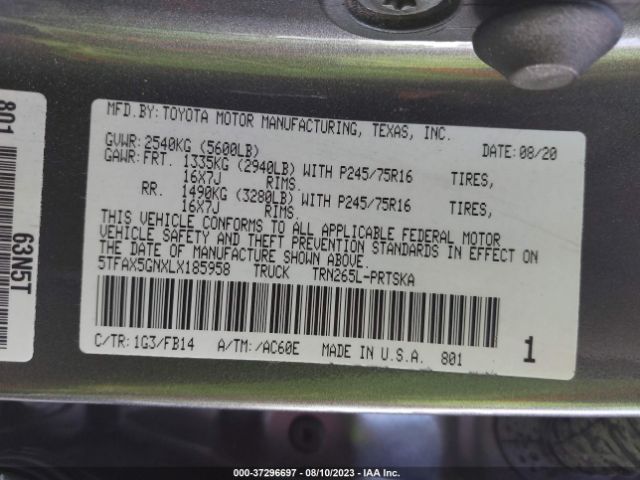 MFD.BY: TOYOTA MOTOR MANUFACTURING, TEXAS, INC.
GVWR: 2540KG (5600LB) DATE: 08/20
GAWR: FRT. 1335KG (2940LB) WITH P245/75R16 TIRES,
16X7J RIMS.
RR. 1490KG (3280LB) WITH P245/75R16 TIRES,
16X7J RIMS.
THIS VEHICLE CONFORMS TO ALL APPLICABLE FEDERAL MOTOR
VEHICLE SAFETY AND THEFT PREVENTION STANDARDS IN EFFECT ON
THE DATE OF MANUFACTURE SHOWN ABOVE.
5TFAX5GNXLX185958 TRUCK TRN265L-PRTSKA
C/TR: 1G3/FB14 A/TM: /AC60E MADE IN U.S.A. 801 1
801
63N5T
000-37296697 - 08/10/2023 - IAA Inc.